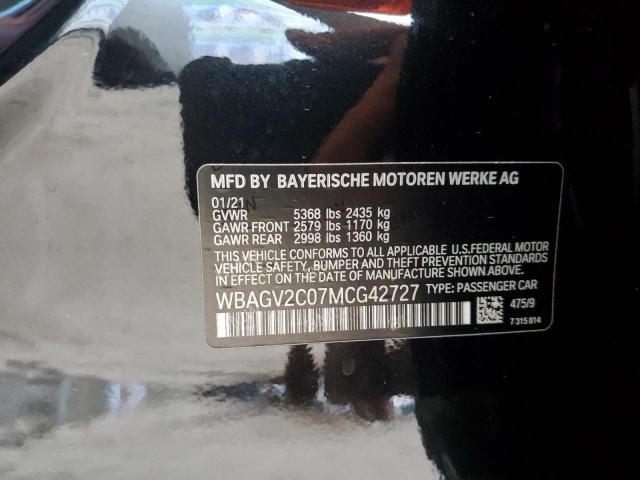 MFD BY BAYERISCHE MOTOREN WERKE AG
01/21
GVWR 5368 lbs 2435 kg
GAWR FRONT 2579 lbs 1170 kg
GAWR REAR 2998 lbs 1360 kg
THIS VEHICLE CONFORMS TO ALL APPLICABLE U.S.FEDERAL MOTOR
VEHICLE SAFETY, BUMPER AND THEFT PREVENTION STANDARDS
IN EFFECT ON THE DATE OF MANUFACTURE SHOWN ABOVE.
WBAGV2C07MCG42727 TYPE: PASSENGER CAR
475/9
7 315 814